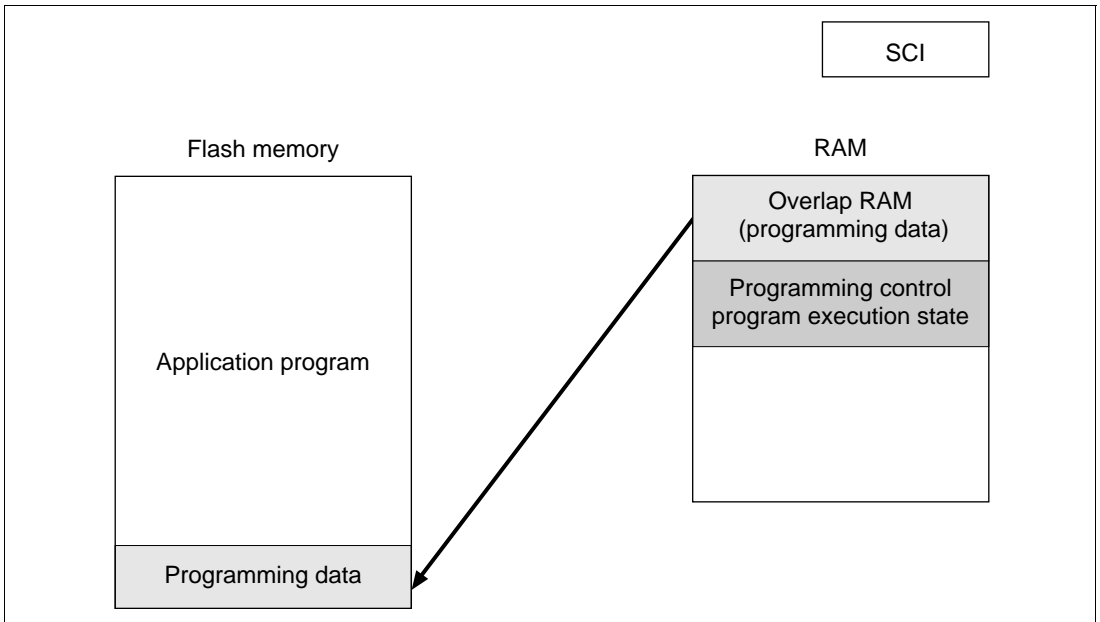 SCI
Flash memory
RAM
Overlap RAM
(programming data)
Programming control
program execution state
Application program
Programming data